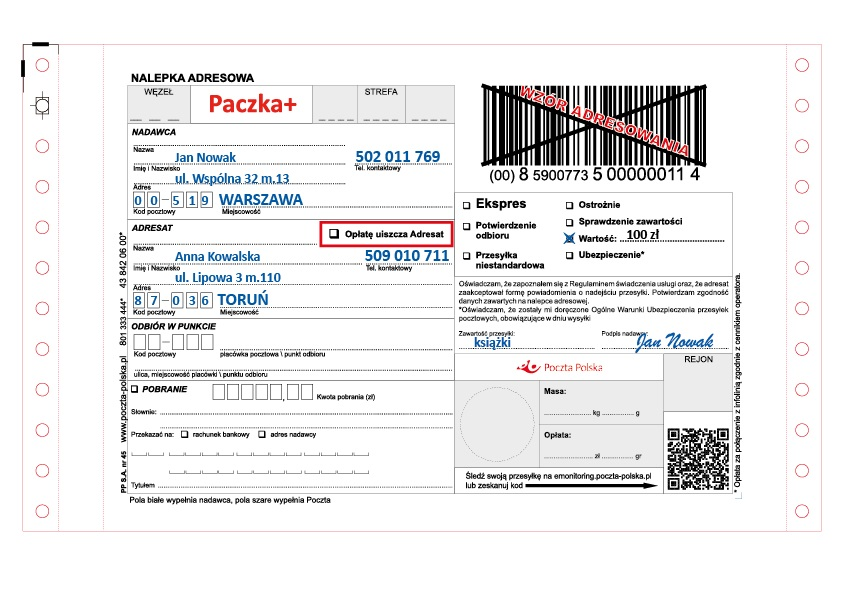 NALEPKA ADRESOWA
WĘZEŁ
Paczka+
STREFA
NADAWCA
Nazwa
Jan Nowak
502 011 769
Imię i Nazwisko
Tel. kontaktowy
ul. Wspólna 32 m.13
Adres
00-519 WARSZAWA
Kod pocztowy
Miejscowość
ADRESAT
Opłatę uiszcza Adresat
Nazwa
Anna Kowalska
509 010 711
Imię i Nazwisko
Tel. kontaktowy
ul. Lipowa 3 m.110
Adres
87-036 TORUŃ
Kod pocztowy
Miejscowość
ODBIÓR W PUNKCIE
Kod pocztowy
placówka pocztowa \ punkt odbioru
ulica, miejscowość placówki \ punktu odbioru
POBRANIE
Kwota pobrania (zł)
Słownie:
Przekazać na:
rachunek bankowy
adres nadawcy
Tytułem
Pola białe wypełnia nadawca, pola szare wypełnia Poczta
PP S.A. nr 45 www.poczta-polska.pl 801 333 444* 43 842 06 00*
WZÓR ADRESOWANIA
(00) 8 5900773 5 00000011 4
Ekspres
Potwierdzenie
odbioru
Przesyłka
niestandardowa
Ostrożnie
Sprawdzenie zawartości
Wartość: 100 zł
Ubezpieczenie*
Oświadczam, że zapoznałem się z Regulaminem świadczenia usługi oraz, że adresat
zaakceptował formę powiadomienia o nadejściu przesyłki. Potwierdzam zgodność
danych zawartych na nalepce adresowej.
*Oświadczam, że zostały mi doręczone Ogólne Warunki Ubezpieczenia przesyłek
pocztowych, obowiązujące w dniu wysyłki
Zawartość przesyłki:
książki
Podpis nadawcy:
Jan Nowak
Poczta Polska
REJON
Masa:
kg
g
Opłata:
zł
gr
Śledź swoją przesyłkę na emonitoring.poczta-polska.pl
lub zeskanuj kod
* Opłata za połączenie z infolinią zgodnie z cennikiem operatora.